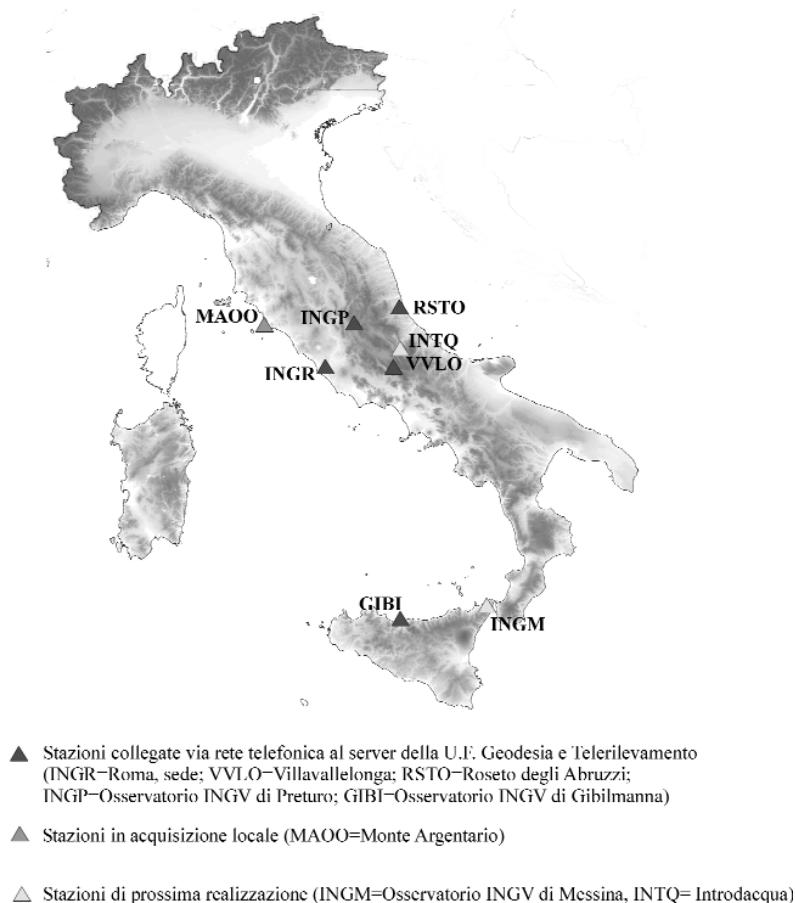 RSTO
MAOO
INGP
INTQ
VVLO
INGR
GIBI
INGM
Stazioni collegate via rete telefonica al server della U.F. Geodesia e Telerilevamento
(INGR=Roma, sede; VVLO=Villavallelonga; RSTO=Roseto degli Abruzzi;
INGP=Osservatorio INGV di Preturo; GIBI=Osservatorio INGV di Gibilmanna)
Stazioni in acquisizione locale (MAOO=Monte Argentario)
Stazioni di prossima realizzazione (INGM=Osservatorio INGV di Messina, INTQ= Introdacqua)